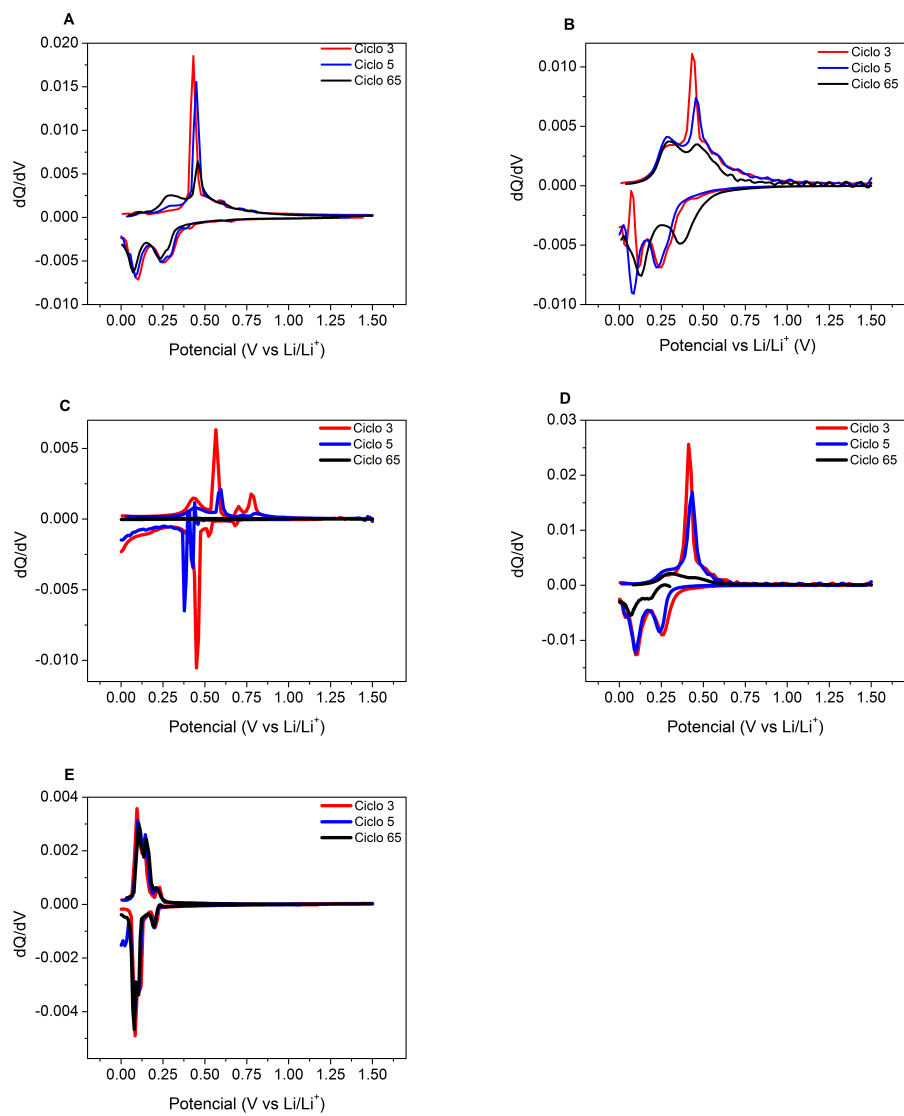 A
Ciclo 3
Ciclo 5
Ciclo 65
0.020
0.015
0.010
0.005
0.000
-0.005
-0.010
dQ/dV
0.00 0.25 0.50 0.75 1.00 1.25 1.50
Potencial (V vs Li/Li⁺)
B
Ciclo 3
Ciclo 5
Ciclo 65
0.010
0.005
0.000
-0.005
-0.010
dQ/dV
0.00 0.25 0.50 0.75 1.00 1.25 1.50
Potencial vs Li/Li⁺ (V)
C
Ciclo 3
Ciclo 5
Ciclo 65
0.005
0.000
-0.005
-0.010
dQ/dV
0.00 0.25 0.50 0.75 1.00 1.25 1.50
Potencial (V vs Li/Li⁺)
D
Ciclo 3
Ciclo 5
Ciclo 65
0.03
0.02
0.01
0.00
-0.01
dQ/dV
0.00 0.25 0.50 0.75 1.00 1.25 1.50
Potencial (V vs Li/Li⁺)
E
Ciclo 3
Ciclo 5
Ciclo 65
0.004
0.002
0.000
-0.002
-0.004
dQ/dV
0.00 0.25 0.50 0.75 1.00 1.25 1.50
Potencial (V vs Li/Li⁺)